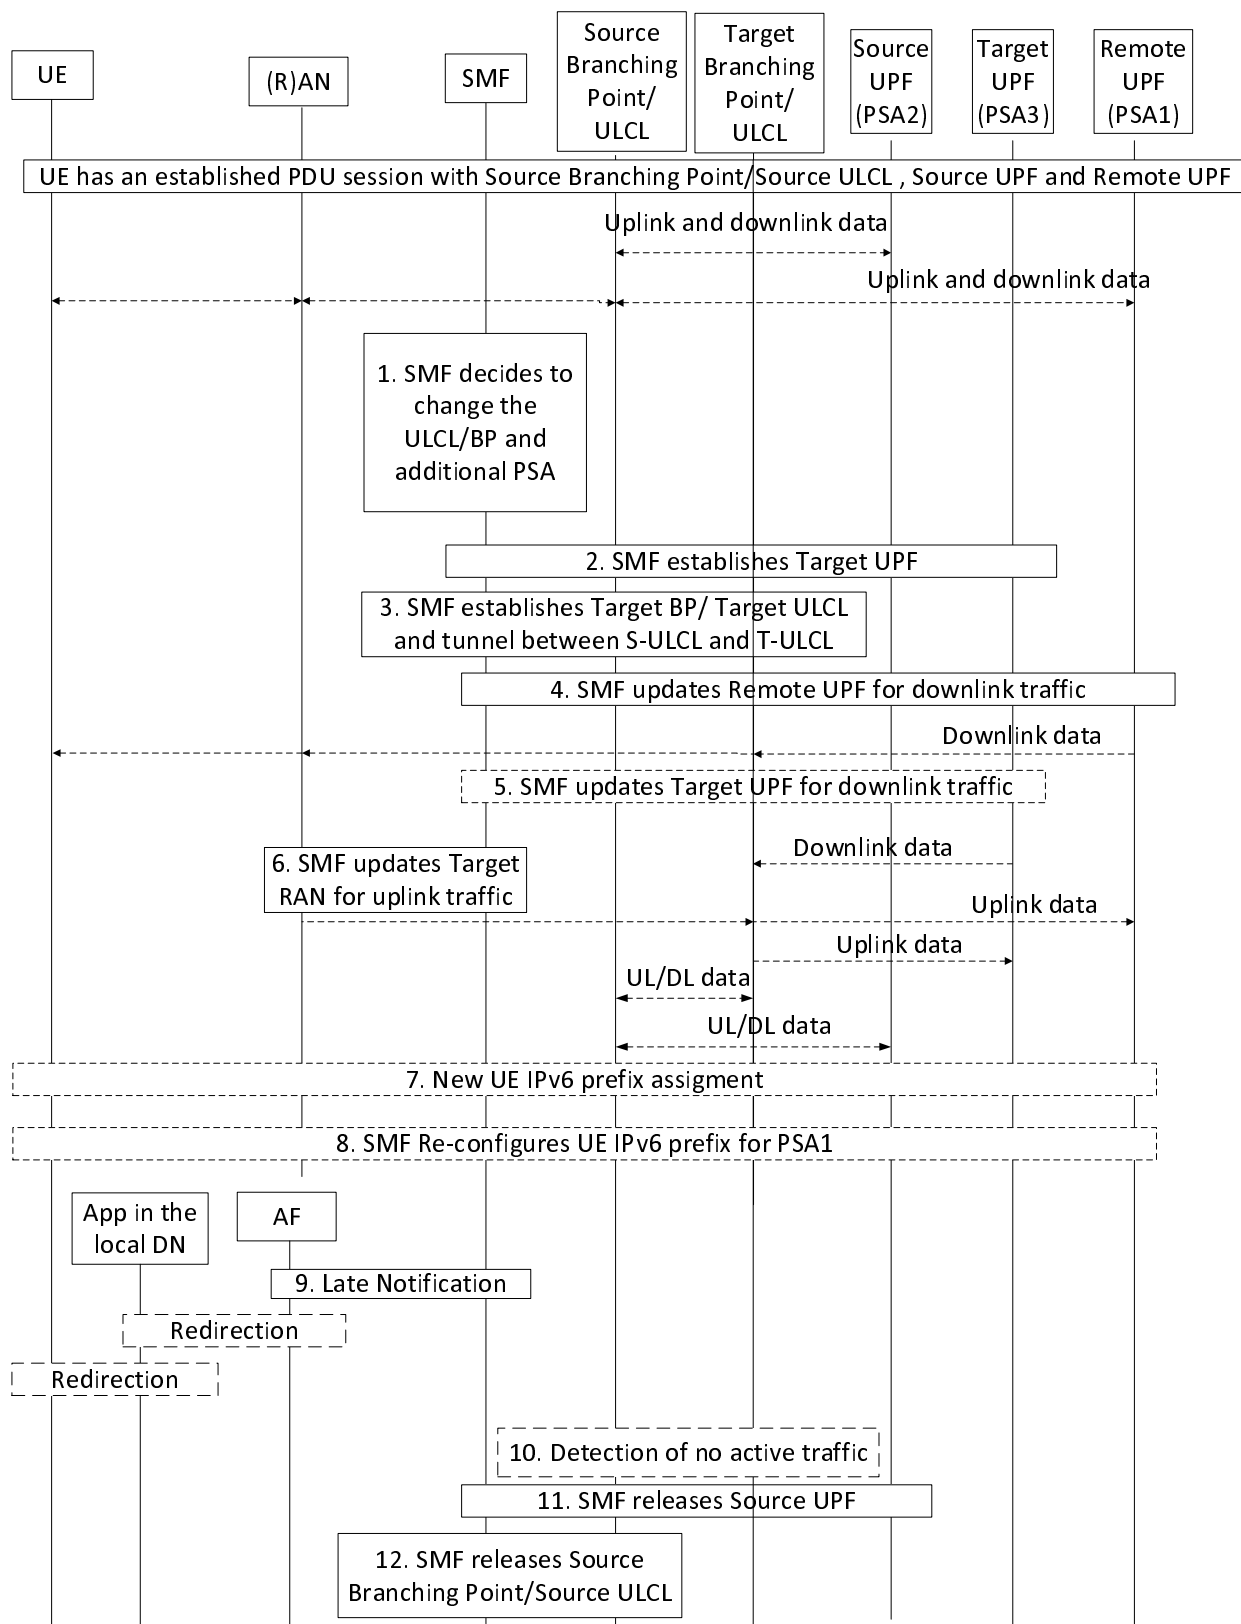 UE
(R)AN
SMF
Source
Branching
Point/
ULCL
Target
Branching
Point/
ULCL
Source
UPF
(PSA2)
Target
UPF
(PSA3)
Remote
UPF
(PSA1)
UE has an established PDU session with Source Branching Point/Source ULCL , Source UPF and Remote UPF
Uplink and downlink data
Uplink and downlink data
1. SMF decides to
change the
ULCL/BP and
additional PSA
2. SMF establishes Target UPF
3. SMF establishes Target BP/ Target ULCL
and tunnel between S-ULCL and T-ULCL
4. SMF updates Remote UPF for downlink traffic
Downlink data
5. SMF updates Target UPF for downlink traffic
Downlink data
6. SMF updates Target
RAN for uplink traffic
Uplink data
Uplink data
UL/DL data
UL/DL data
7. New UE IPv6 prefix assigment
8. SMF Re-configures UE IPv6 prefix for PSA1
App in the
local DN
AF
9. Late Notification
Redirection
Redirection
10. Detection of no active traffic
11. SMF releases Source UPF
12. SMF releases Source
Branching Point/Source ULCL